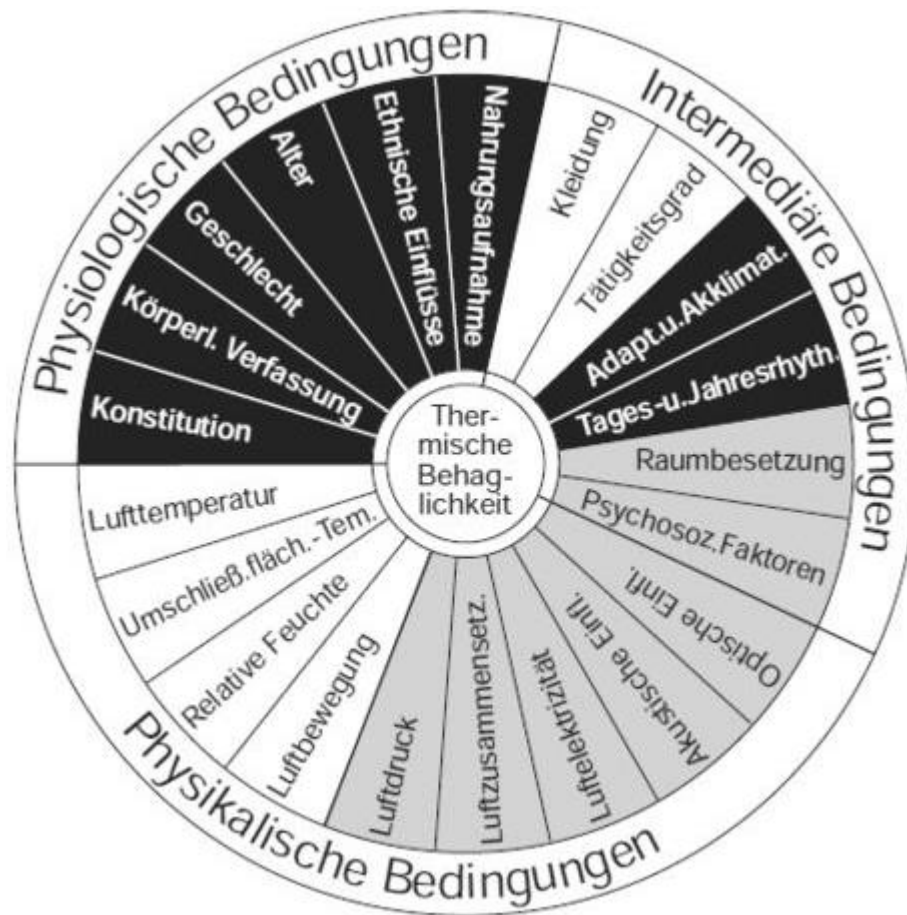 Physiologische Bedingungen
Konstitution
Körperl. Verfassung
Geschlecht
Alter
Ethnische Einflüsse
Nahrungsaufnahme
Intermediäre Bedingungen
Kleidung
Tätigkeitsgrad
Adapt.u.Akklimat.
Tages-u.Jahresrhyth.
Raumbesetzung
Psychosoz.Faktoren
Physikalische Bedingungen
Optische Einfl.
Akustische Einfl.
Luftelektrizität
Luftzusammensetz.
Luftdruck
Luftbewegung
Relative Feuchte
Umschließ.fläch.-Tem.
Lufttemperatur
Ther-
mische
Behag-
lichkeit